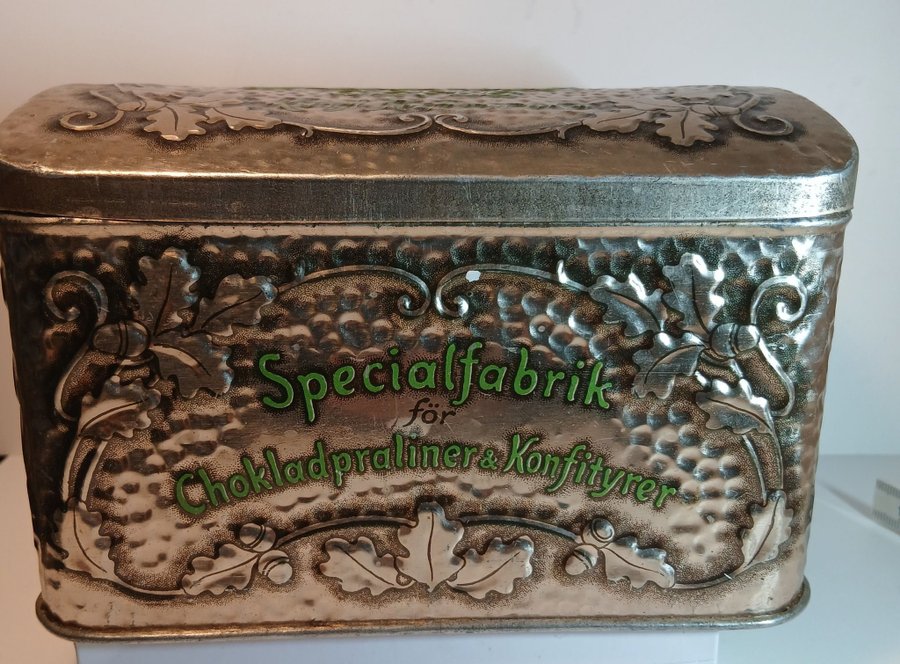 Specialfabrik
för
Chokladpraliner & Konfityrer